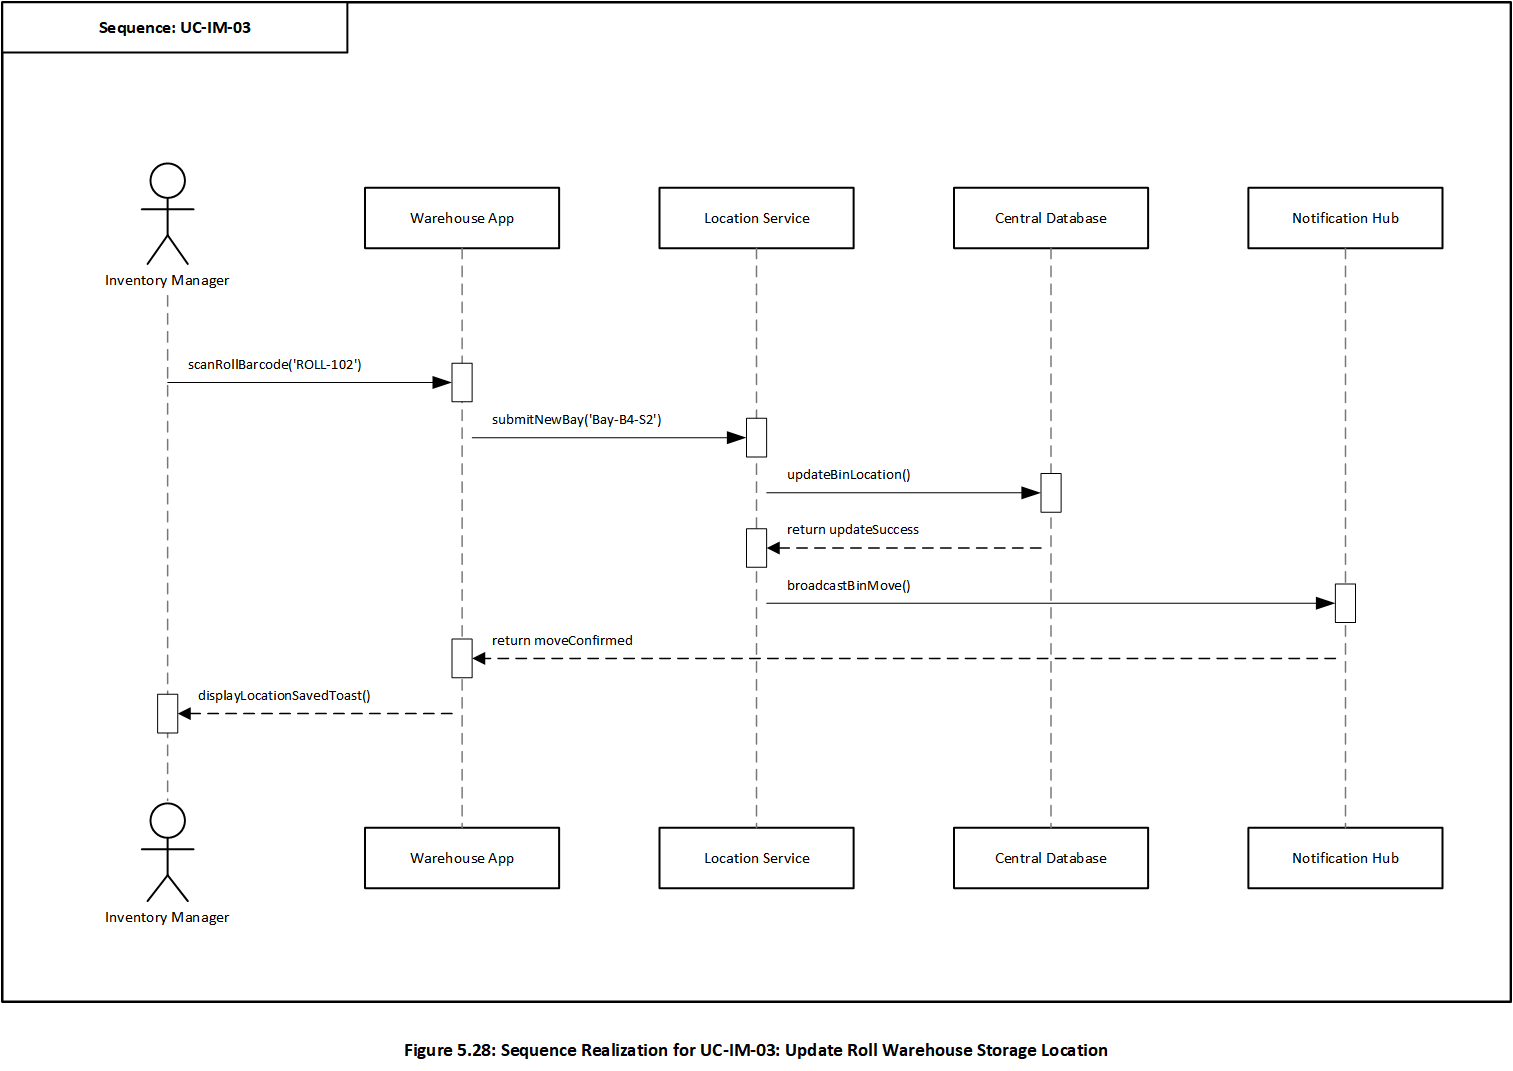 Sequence: UC-IM-03
Inventory Manager
Warehouse App
Location Service
Central Database
Notification Hub
scanRollBarcode('ROLL-102')
submitNewBay('Bay-B4-S2')
updateBinLocation()
return updateSuccess
broadcastBinMove()
return moveConfirmed
displayLocationSavedToast()
Inventory Manager
Warehouse App
Location Service
Central Database
Notification Hub
Figure 5.28: Sequence Realization for UC-IM-03: Update Roll Warehouse Storage Location